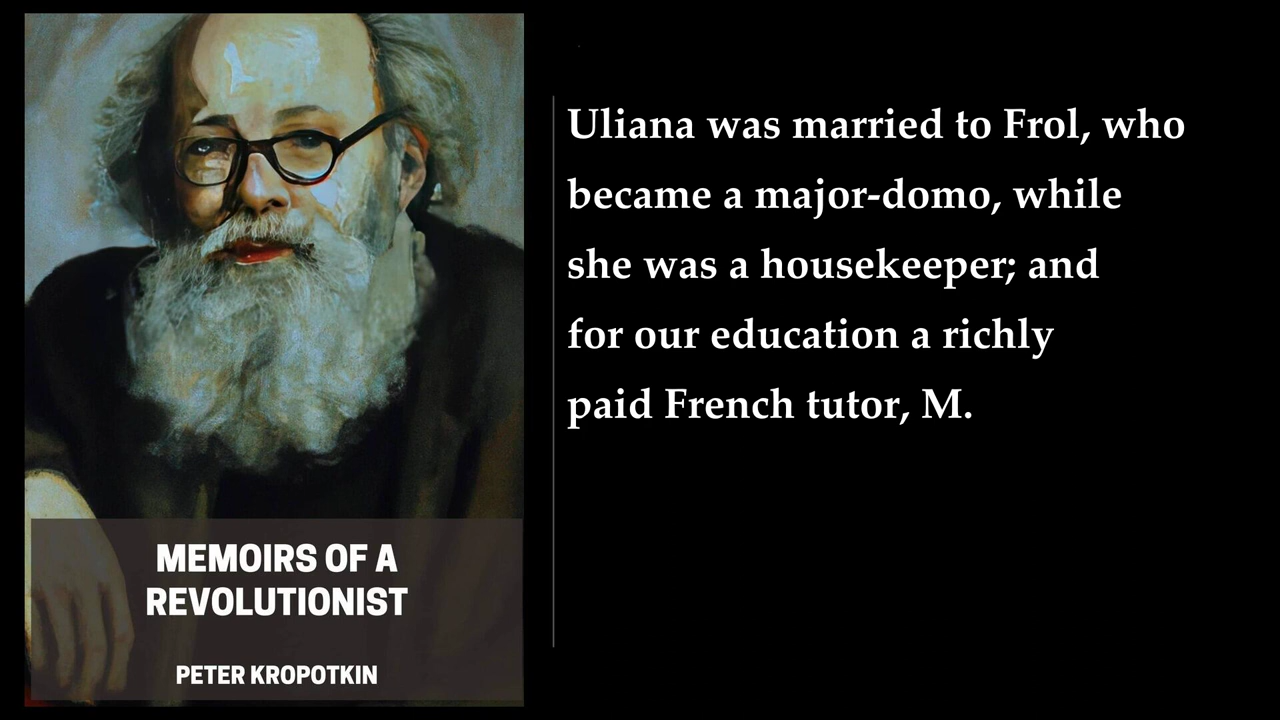 MEMOIRS OF A
REVOLUTIONIST
PETER KROPOTKIN
Uliana was married to Frol, who
became a major-domo, while
she was a housekeeper; and
for our education a richly
paid French tutor, M.